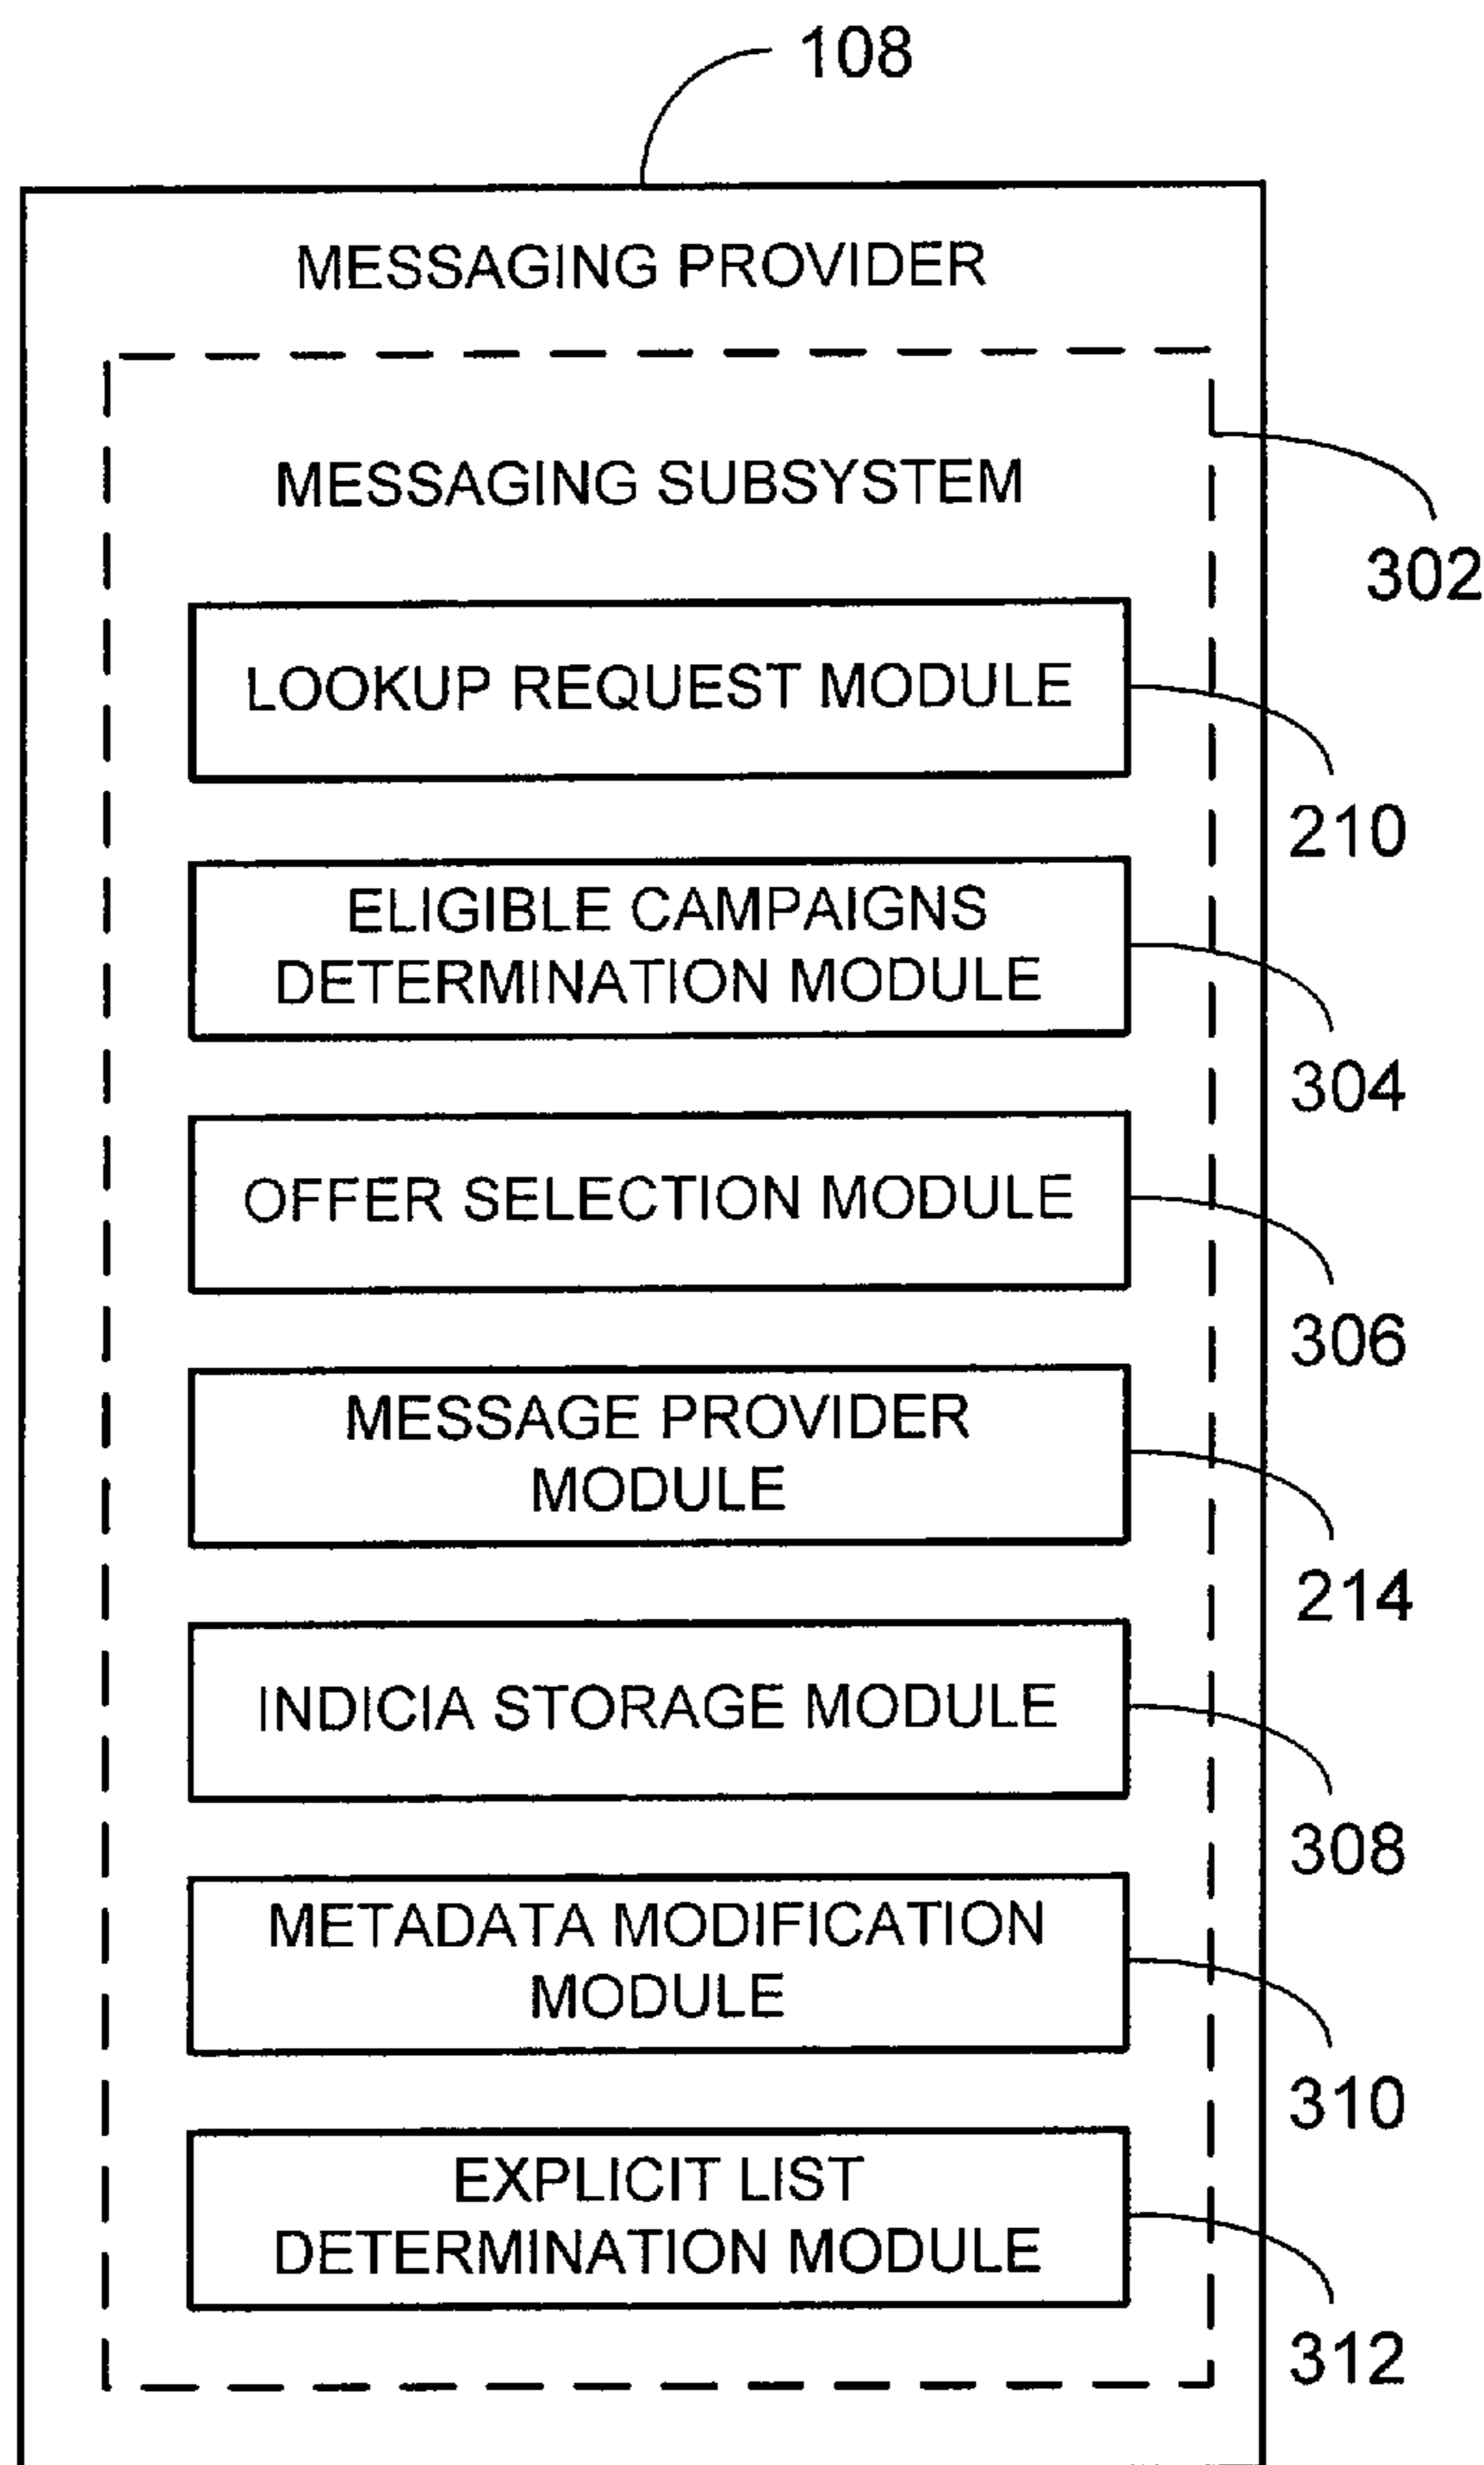 108
MESSAGING PROVIDER
MESSAGING SUBSYSTEM
302
LOOKUP REQUEST MODULE
210
ELIGIBLE CAMPAIGNS
DETERMINATION MODULE
304
OFFER SELECTION MODULE
306
MESSAGE PROVIDER
MODULE
214
INDICIA STORAGE MODULE
308
METADATA MODIFICATION
MODULE
310
EXPLICIT LIST
DETERMINATION MODULE
312